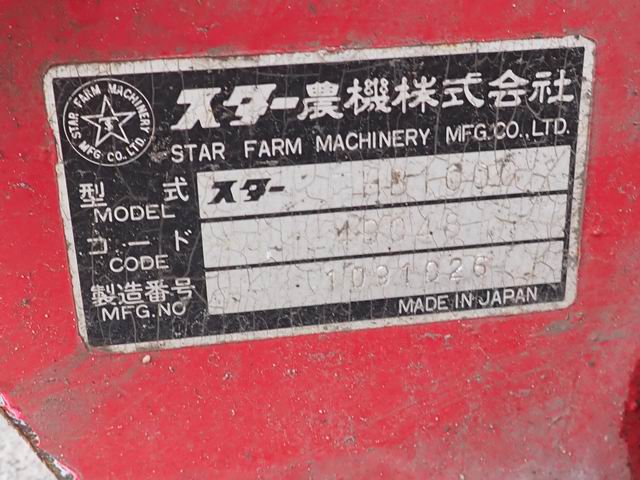 STAR FARM MACHINERY MFG. CO., LTD.
S
スター農機株式会社
STAR FARM MACHINERY MFG.CO.,LTD.
型式 スター
MODEL
コード
CODE
製造番号 1091026
MFG.NO
MADE IN JAPAN